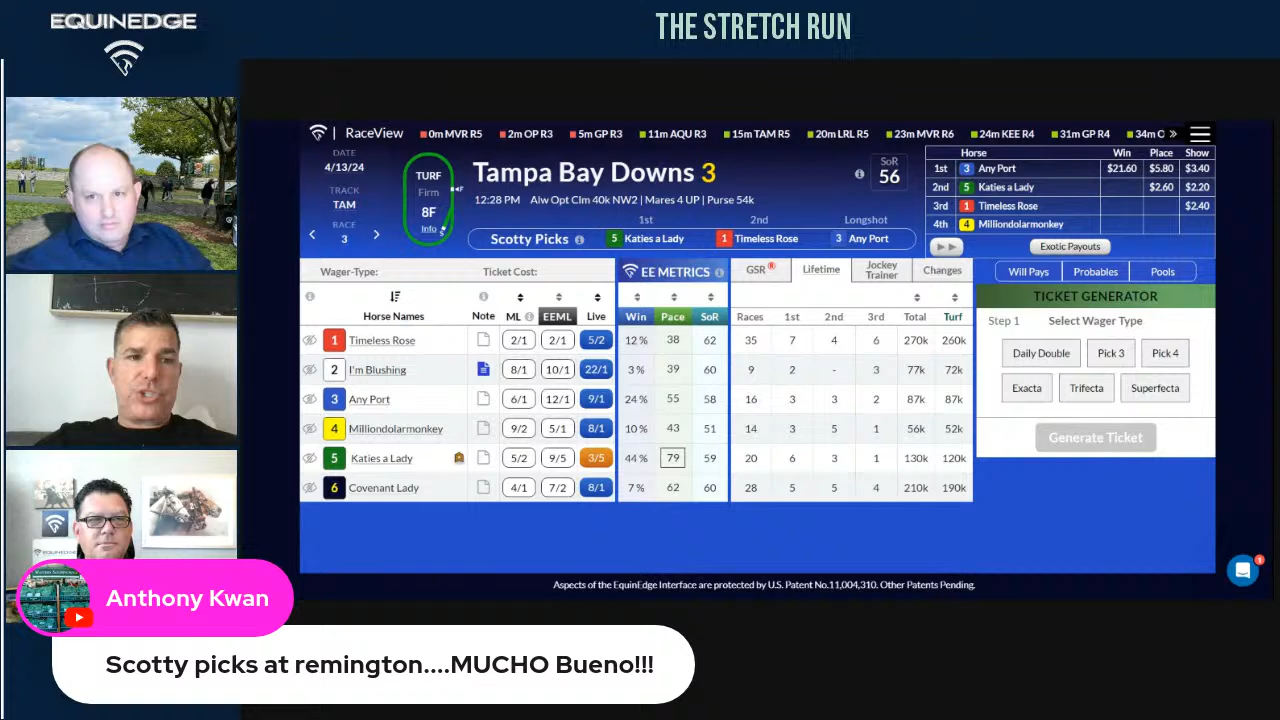 EQUINEDGE
THE STRETCH RUN
RaceView
0m MVR R5 2m OP R3 5m GP R3 11m AQU R3 15m TAM R5 20m LRL R5 23m MVR R6 24m KEE R4 31m GP R4 34m
DATE
4/13/24
TRACK
TAM
RACE
3
TURF
Firm
8F
Info
Tampa Bay Downs 3
SoR
56
12:28 PM Alw Opt Clm 40k NW2 | Mares 4 UP | Purse 54k
1st 2nd Longshot
Scotty Picks 5 Katies a Lady 1 Timeless Rose 3 Any Port
Horse Win Place Show
1st 3 Any Port $21.60 $5.80 $3.40
2nd 5 Katies a Lady $2.60 $2.20
3rd 1 Timeless Rose $2.40
4th 4 Milliondolarmonkey
Exotic Payouts
Wager-Type: Ticket Cost:
EE METRICS
GSR Lifetime Jockey Trainer Changes
Will Pays Probables Pools
Horse Names Note ML EEML Live Win Pace SoR Races 1st 2nd 3rd Total Turf
1 Timeless Rose 2/1 2/1 5/2 12 % 38 62 35 7 4 6 270k 260k
2 I'm Blushing 8/1 10/1 22/1 3 % 39 60 9 2 - 3 77k 72k
3 Any Port 6/1 12/1 9/1 24 % 55 58 16 3 3 2 87k 87k
4 Milliondolarmonkey 9/2 5/1 8/1 10 % 43 51 14 3 5 1 56k 52k
5 Katies a Lady 5/2 9/5 3/5 44 % 79 59 20 6 3 1 130k 120k
6 Covenant Lady 4/1 7/2 8/1 7 % 62 60 28 5 5 4 210k 190k
TICKET GENERATOR
Step 1 Select Wager Type
Daily Double Pick 3 Pick 4
Exacta Trifecta Superfecta
Generate Ticket
1
Aspects of the EquinEdge Interface are protected by U.S. Patent No.11,004,310. Other Patents Pending.
Anthony Kwan
Scotty picks at remington....MUCHO Bueno!!!